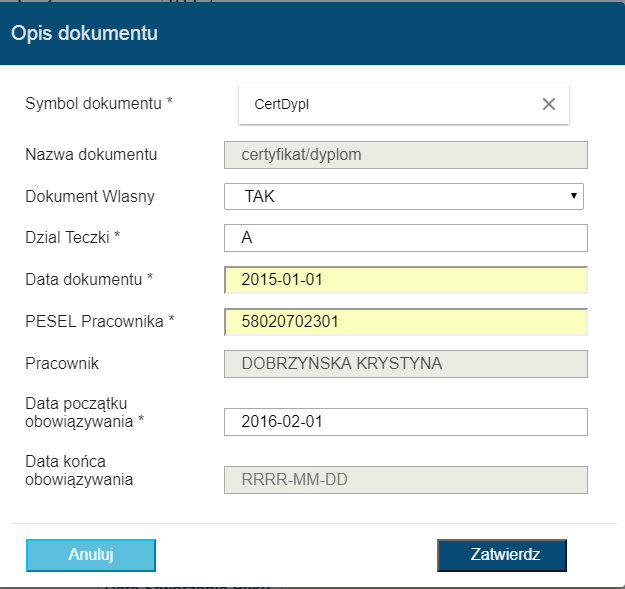 Opis dokumentu
Symbol dokumentu *
CertDypl
Nazwa dokumentu
certyfikat/dyplom
Dokument Wlasny
TAK
Dzial Teczki *
A
Data dokumentu *
2015-01-01
PESEL Pracownika *
58020702301
Pracownik
DOBRZYŃSKA KRYSTYNA
Data początku
obowiązywania *
2016-02-01
Data końca
obowiązywania
RRRR-MM-DD
Anuluj
Zatwierdz